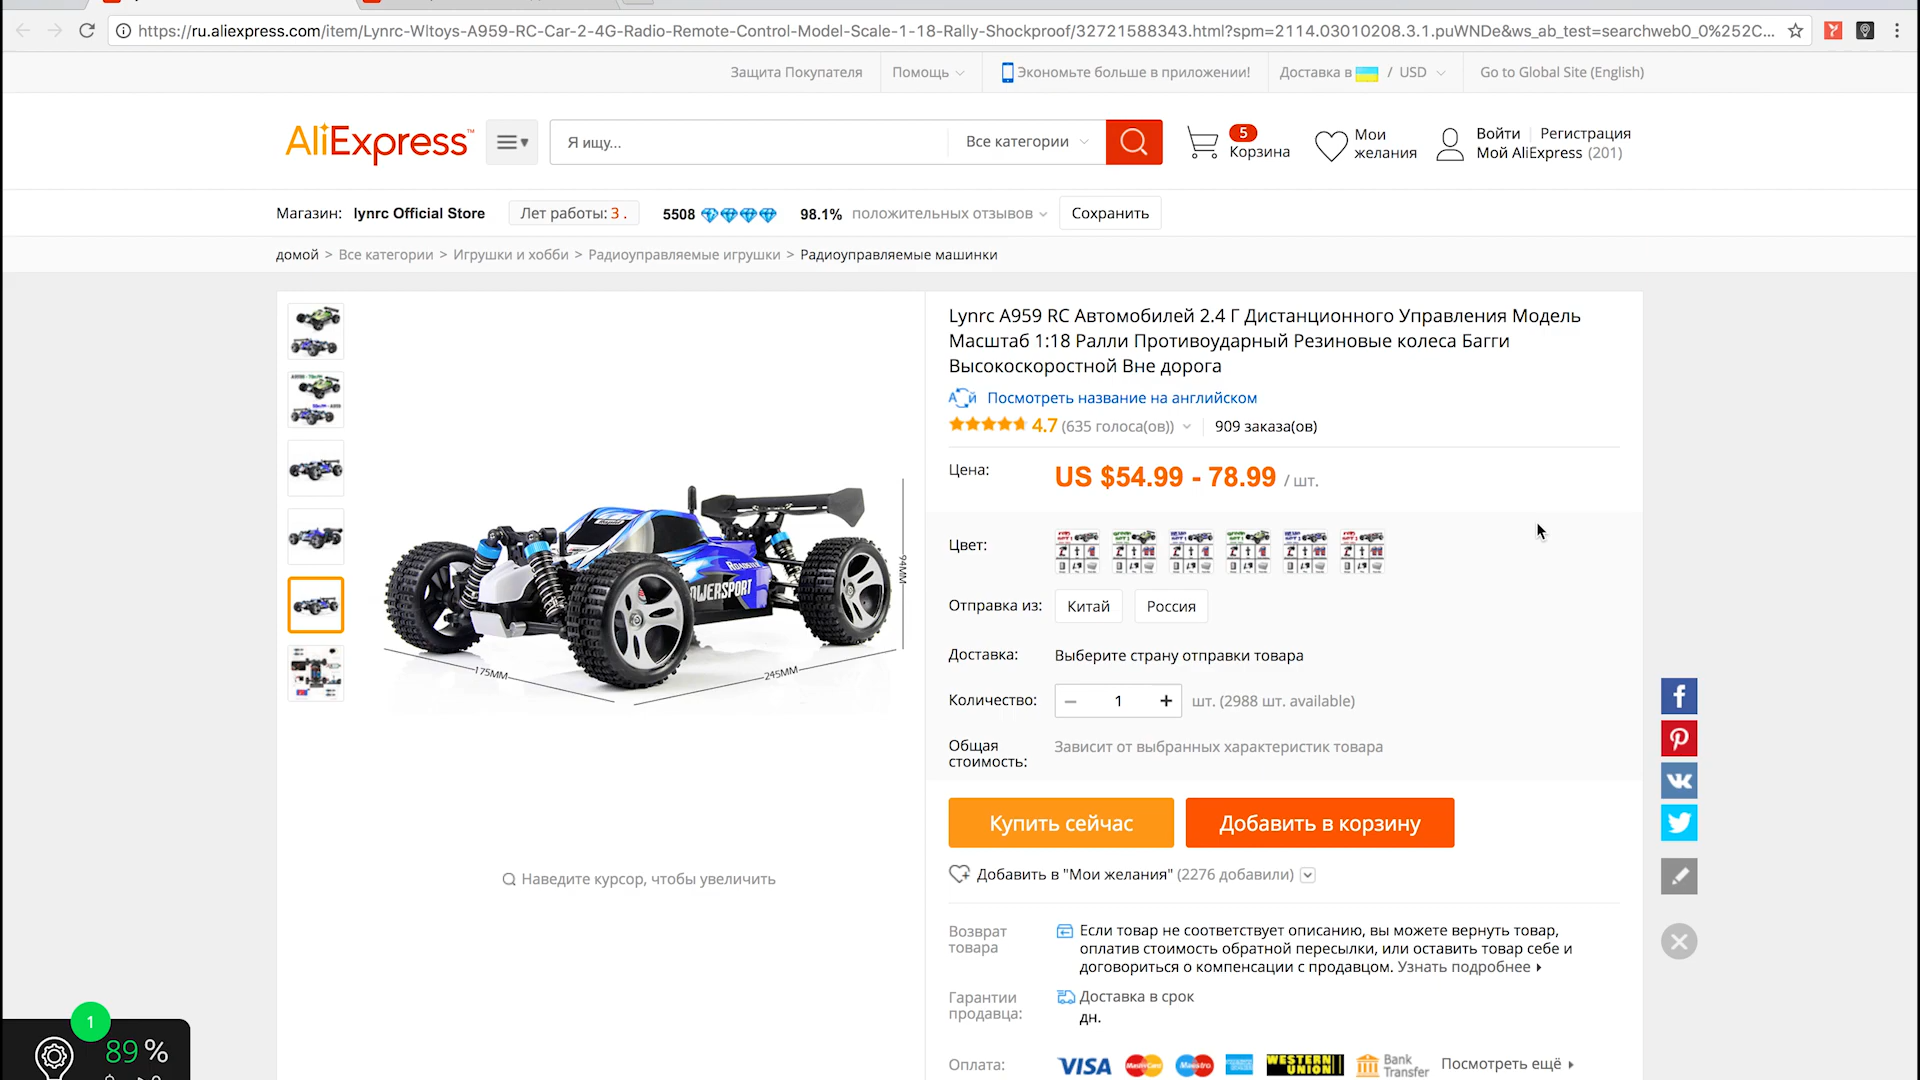 https://ru.aliexpress.com/item/Lynrc-Wltoys-A959-RC-Car-2-4G-Radio-Remote-Control-Model-Scale-1-18-Rally-Shockproof/32721588343.html?spm=2114.03010208.3.1.puWNDe&ws_ab_test=searchweb0_0%252C...
Защита Покупателя
Помощь
Экономьте больше в приложении!
Доставка в / USD
Go to Global Site (English)
AliExpress™
Я ищу...
Все категории
5
Корзина
Мои желания
Войти
Регистрация
Мой AliExpress (201)
Магазин: lynrc Official Store
Лет работы: 3 .
5508
98.1% положительных отзывов
Сохранить
домой > Все категории > Игрушки и хобби > Радиоуправляемые игрушки > Радиоуправляемые машинки
Lynrc A959 RC Автомобилей 2.4 Г Дистанционного Управления Модель
Масштаб 1:18 Ралли Противоударный Резиновые колеса Багги
Высокоскоростной Вне дорога
Посмотреть название на английском
4.7 (635 голоса(ов))
909 заказа(ов)
Цена:
US $54.99 - 78.99 / шт.
Цвет:
Отправка из:
Китай
Россия
Доставка:
Выберите страну отправки товара
Количество:
1
шт. (2988 шт. available)
Общая
стоимость:
Зависит от выбранных характеристик товара
Купить сейчас
Добавить в корзину
Добавить в "Мои желания" (2276 добавили)
94MM
175MM
245MM
ROADSTER
POWERSPORT
Наведите курсор, чтобы увеличить
Возврат
товара
Если товар не соответствует описанию, вы можете вернуть товар,
оплатив стоимость обратной пересылки, или оставить товар себе и
договориться о компенсации с продавцом. Узнать подробнее
Гарантии
продавца:
Доставка в срок
дн.
Оплата:
VISA
MasterCard
Maestro
WESTERN
UNION
Bank
Transfer
Посмотреть ещё
1
89 %